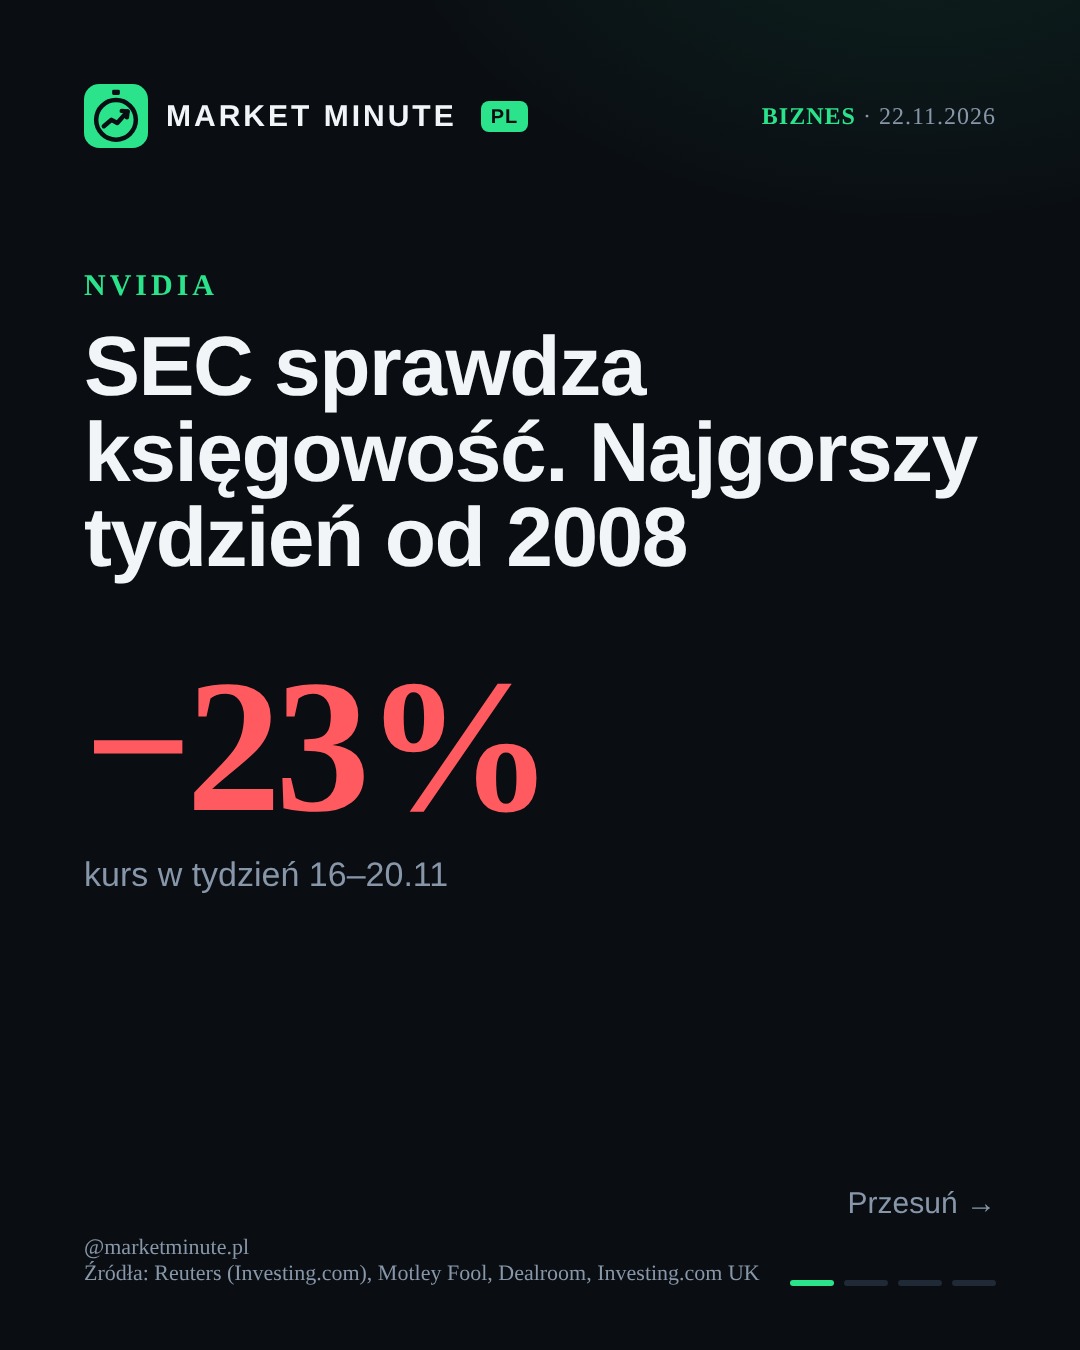 MARKET MINUTE PL
BIZNES · 22.11.2026
NVIDIA
SEC sprawdza
księgowość. Najgorszy
tydzień od 2008
−23%
kurs w tydzień 16–20.11
Przesuń →
@marketminute.pl
Źródła: Reuters (Investing.com), Motley Fool, Dealroom, Investing.com UK